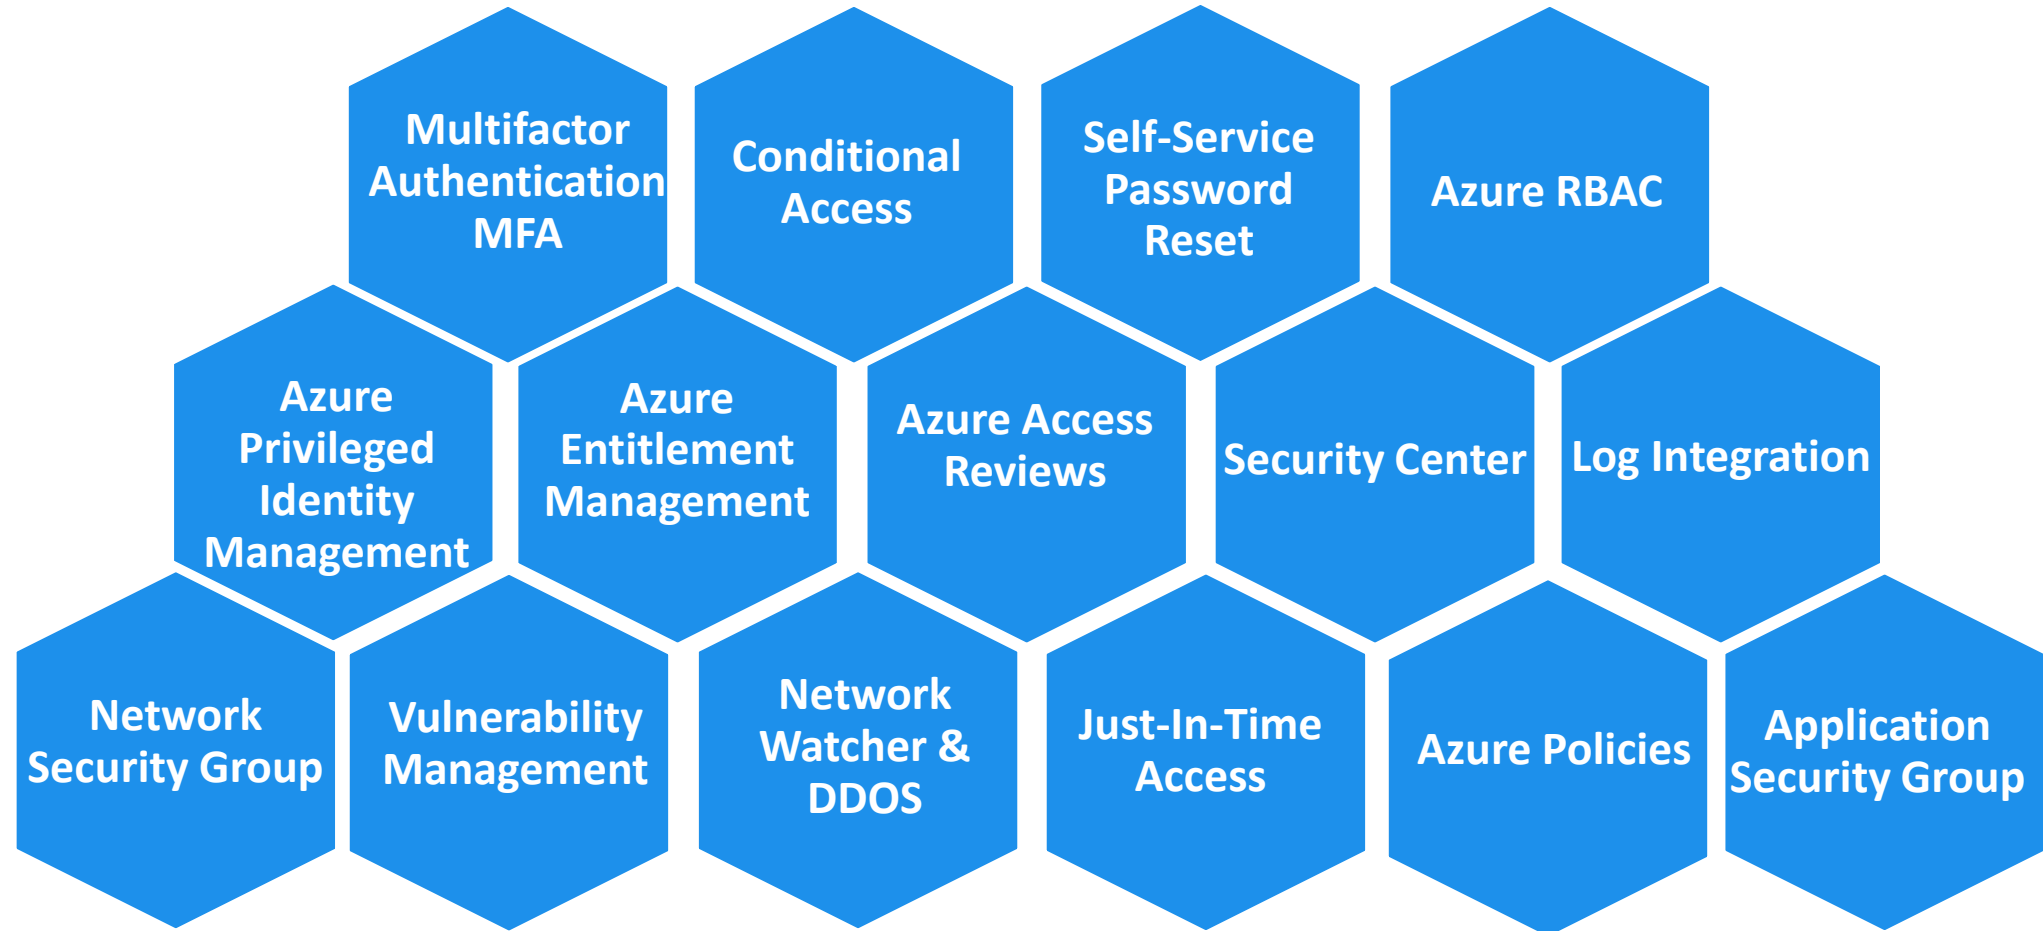 Multifactor
Authentication
MFA
Conditional
Access
Self-Service
Password
Reset
Azure RBAC
Azure
Privileged
Identity
Management
Azure
Entitlement
Management
Azure Access
Reviews
Security Center
Log Integration
Network
Security Group
Vulnerability
Management
Network
Watcher &
DDOS
Just-In-Time
Access
Azure Policies
Application
Security Group